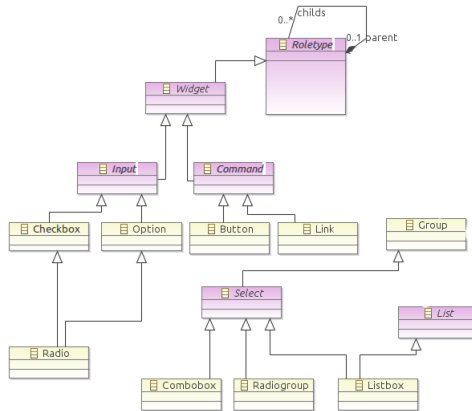 childs
0..*
0..1 parent
Roletype
Widget
Input
Command
Checkbox
Option
Button
Link
Group
Select
List
Radio
Combobox
Radiogroup
Listbox